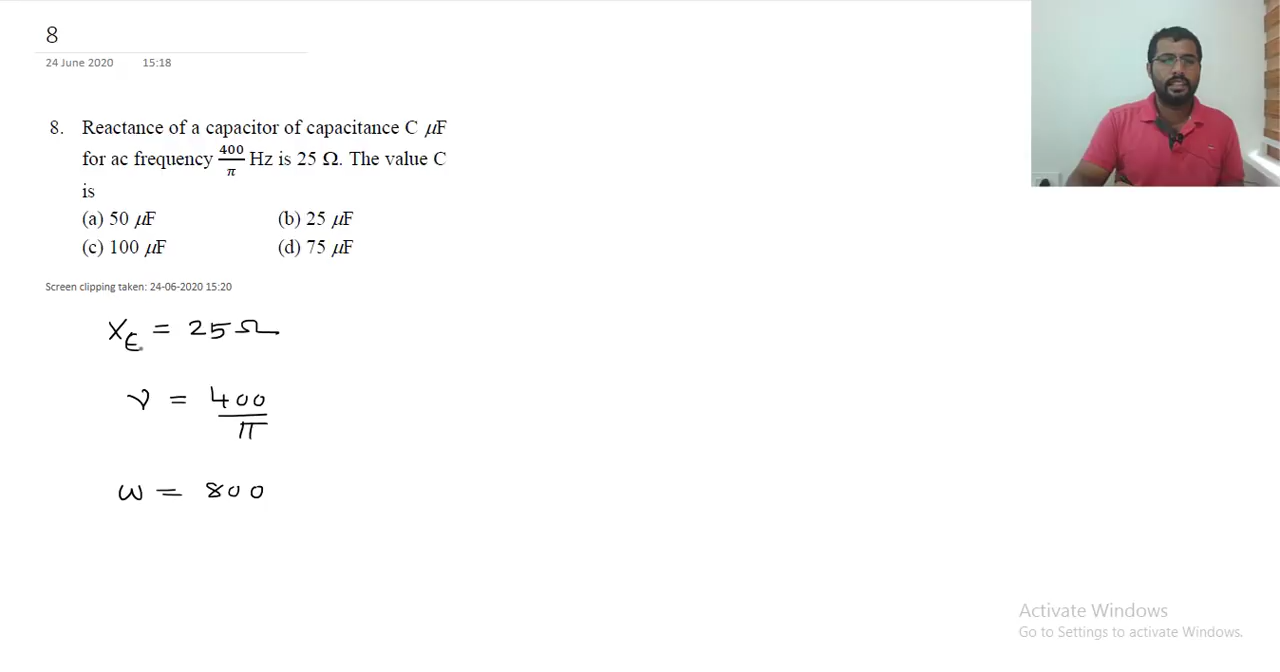 8
24 June 2020 15:18
8. Reactance of a capacitor of capacitance C μF
for ac frequency 400/π Hz is 25 Ω. The value C
is
(a) 50 μF (b) 25 μF
(c) 100 μF (d) 75 μF
Screen clipping taken: 24-06-2020 15:20
X_C = 25 Ω
ν = 400/π
ω = 800
Activate Windows
Go to Settings to activate Windows.